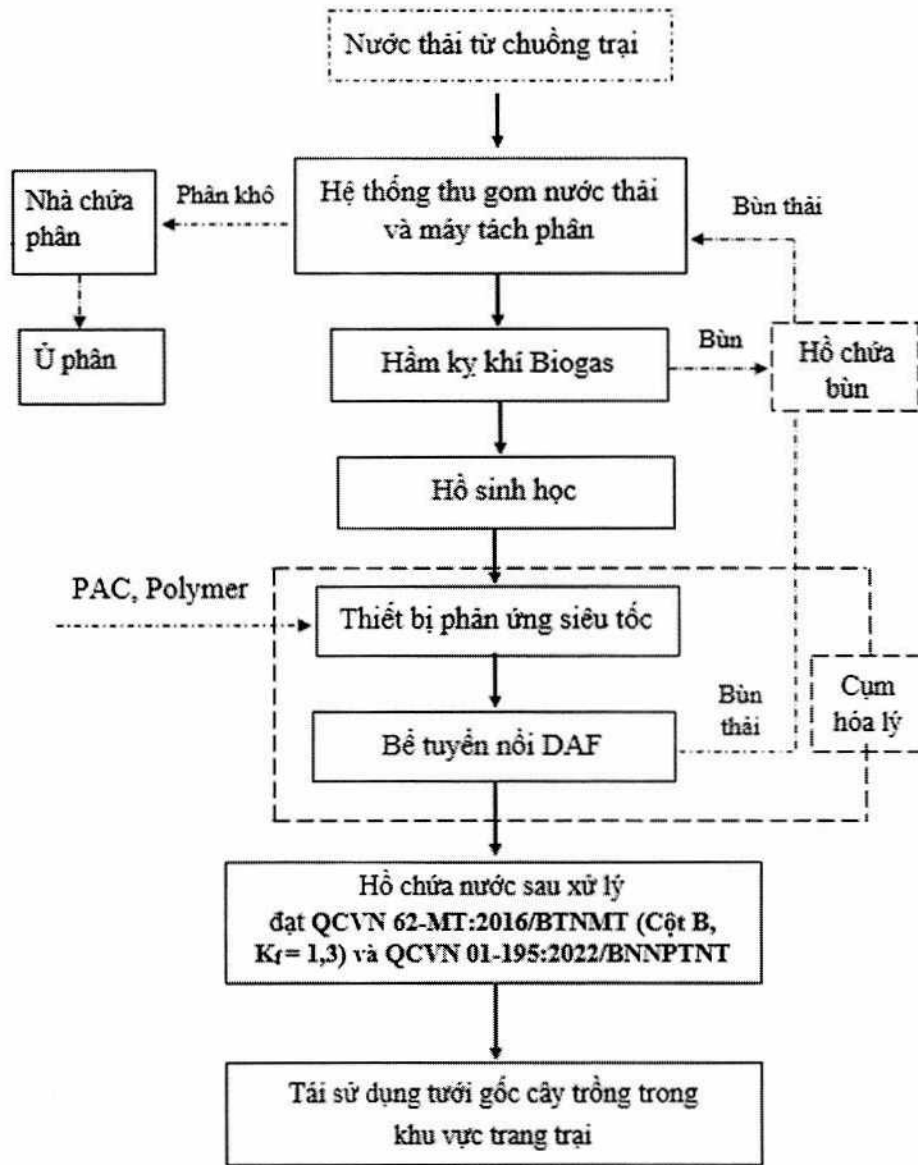 Nước thải từ chuồng trại
Hệ thống thu gom nước thải
và máy tách phân
Phân khô
Nhà chứa
phân
Ủ phân
Bùn thải
Hầm kỵ khí Biogas
Bùn
Hồ chứa
bùn
Hồ sinh học
PAC, Polymer
Thiết bị phản ứng siêu tốc
Cụm
hóa lý
Bùn
thải
Bể tuyển nổi DAF
Hồ chứa nước sau xử lý
đạt QCVN 62-MT:2016/BTNMT (Cột B,
Kf = 1,3) và QCVN 01-195:2022/BNNPTNT
Tái sử dụng tưới gốc cây trồng trong
khu vực trang trại